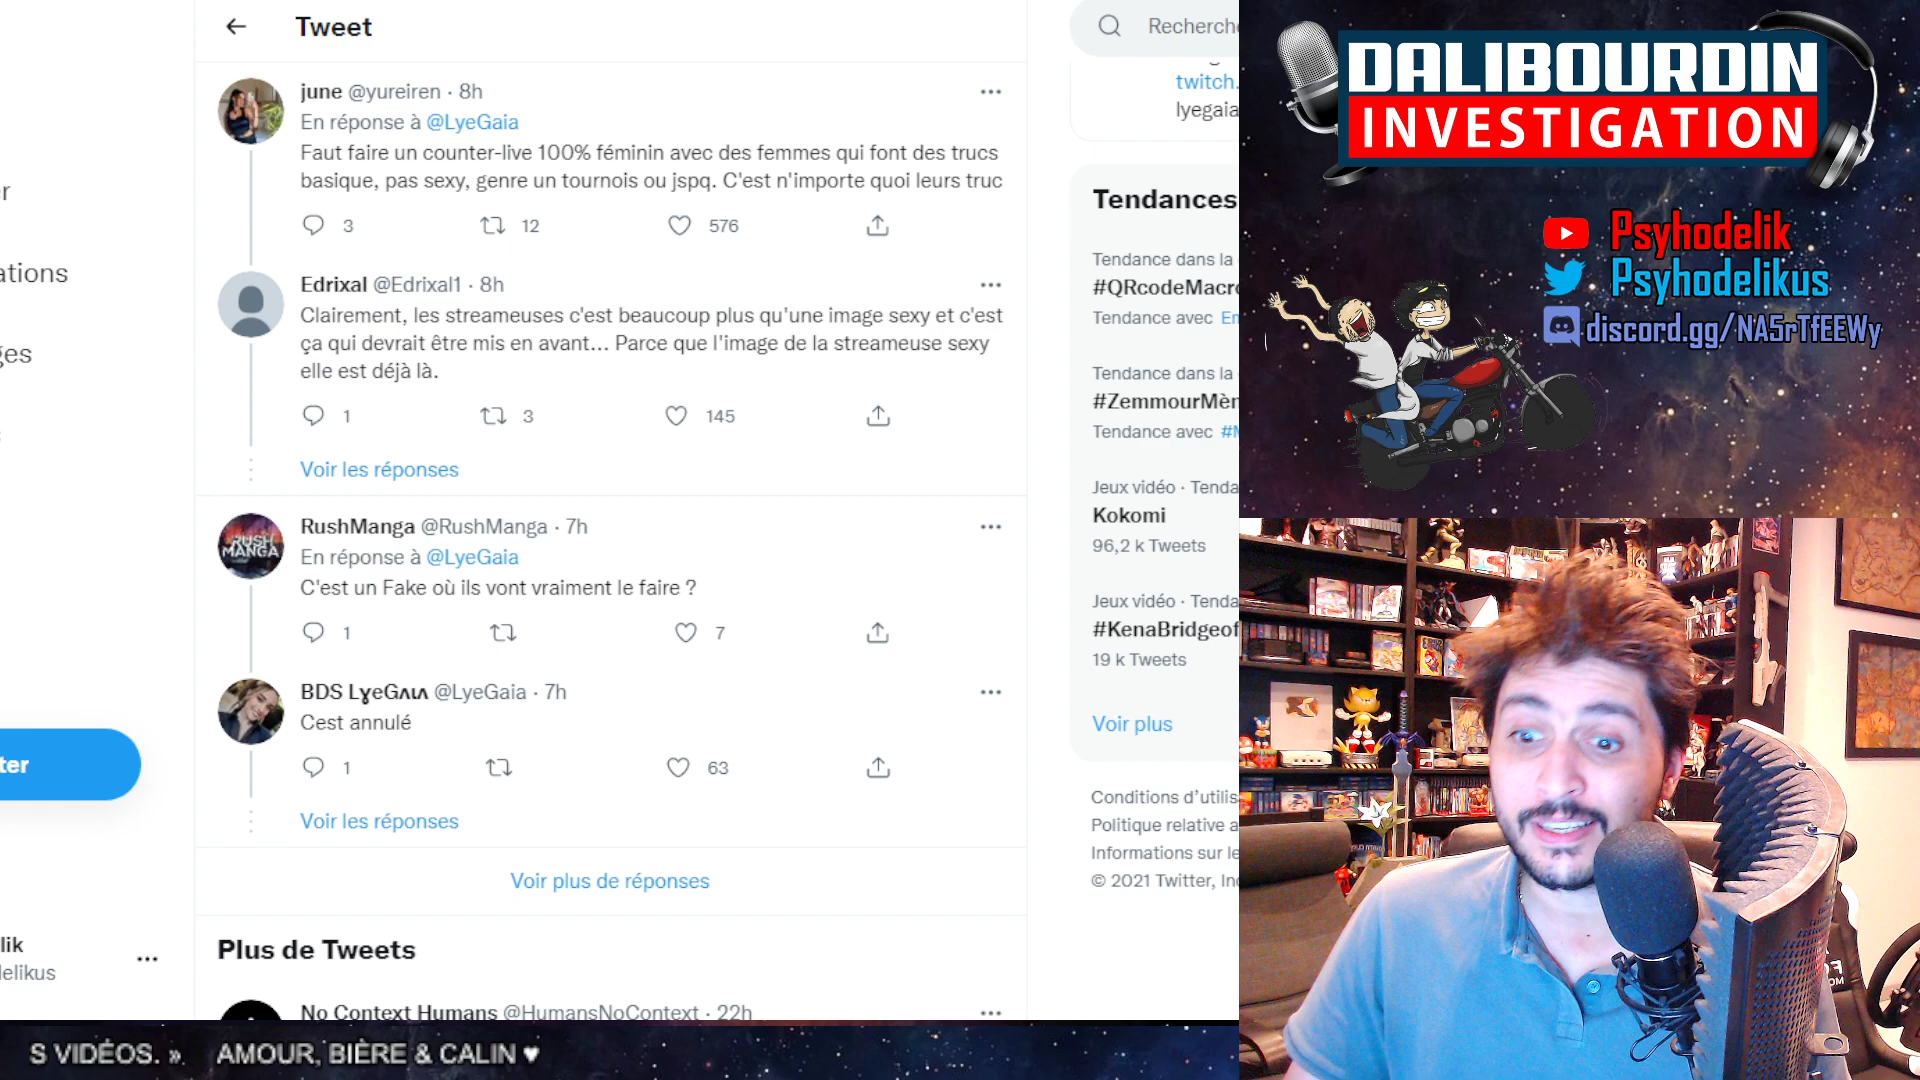 Tweet
june @yureiren · 8h
En réponse à @LyeGaia
Faut faire un counter-live 100% féminin avec des femmes qui font des trucs
basique, pas sexy, genre un tournois ou jspq. C'est n'importe quoi leurs truc
3 12 576
Edrixal @Edrixal1 · 8h
Clairement, les streameuses c'est beaucoup plus qu'une image sexy et c'est
ça qui devrait être mis en avant... Parce que l'image de la streameuse sexy
elle est déjà là.
1 3 145
Voir les réponses
RushManga @RushManga · 7h
En réponse à @LyeGaia
C'est un Fake où ils vont vraiment le faire ?
1 7
BDS LɣeGʌιʌ @LyeGaia · 7h
Cest annulé
1 63
Voir les réponses
Voir plus de réponses
Plus de Tweets
No Context Humans @HumansNoContext · 22h
er
ations
ges
ter
lik
elikus
Recherch
twitch.
lyegaia
Tendances
Tendance dans la
#QRcodeMacro
Tendance avec Em
Tendance dans la
#ZemmourMèn
Tendance avec #M
Jeux vidéo · Tenda
Kokomi
96,2 k Tweets
Jeux vidéo · Tenda
#KenaBridgeof
19 k Tweets
Voir plus
Conditions d'utilis
Politique relative a
Informations sur le
© 2021 Twitter, Inc
DALIBOURDIN
INVESTIGATION
Psyhodelik
Psyhodelikus
discord.gg/NA5rTfEEWy
RUSH
MANGA
S VIDÉOS. ». AMOUR, BIÈRE & CALIN ♥